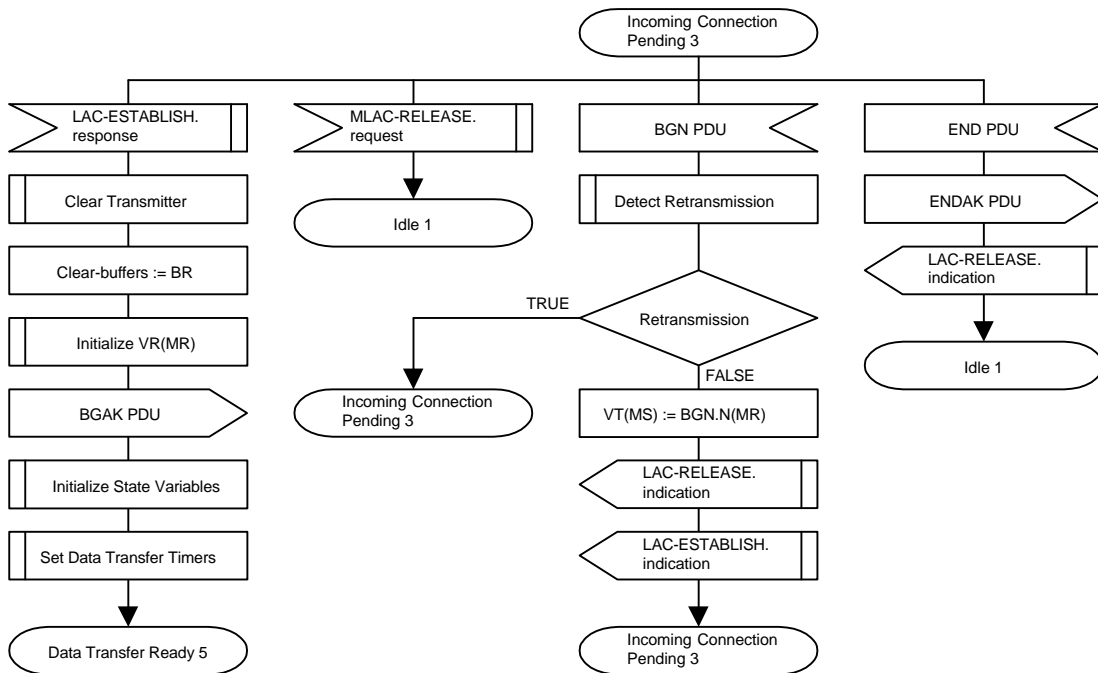 Incoming Connection
Pending 3
LAC-ESTABLISH.
response
MLAC-RELEASE.
request
BGN PDU
END PDU
Clear Transmitter
Idle 1
Detect Retransmission
ENDAK PDU
Clear-buffers := BR
LAC-RELEASE.
indication
TRUE
Retransmission
Initialize VR(MR)
Idle 1
FALSE
BGAK PDU
Incoming Connection
Pending 3
VT(MS) := BGN.N(MR)
Initialize State Variables
LAC-RELEASE.
indication
Set Data Transfer Timers
LAC-ESTABLISH.
indication
Data Transfer Ready 5
Incoming Connection
Pending 3